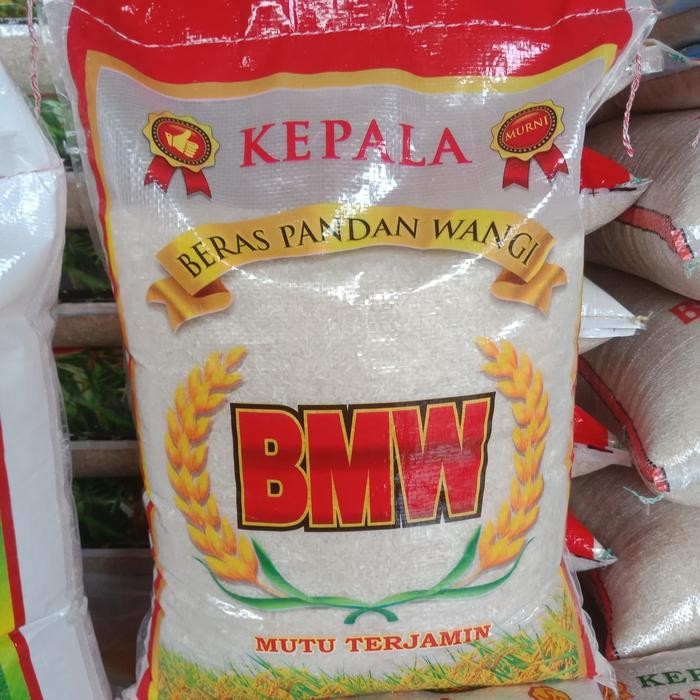 KEPALA
MURNI
BERAS PANDAN WANGI
BMW
MUTU TERJAMIN